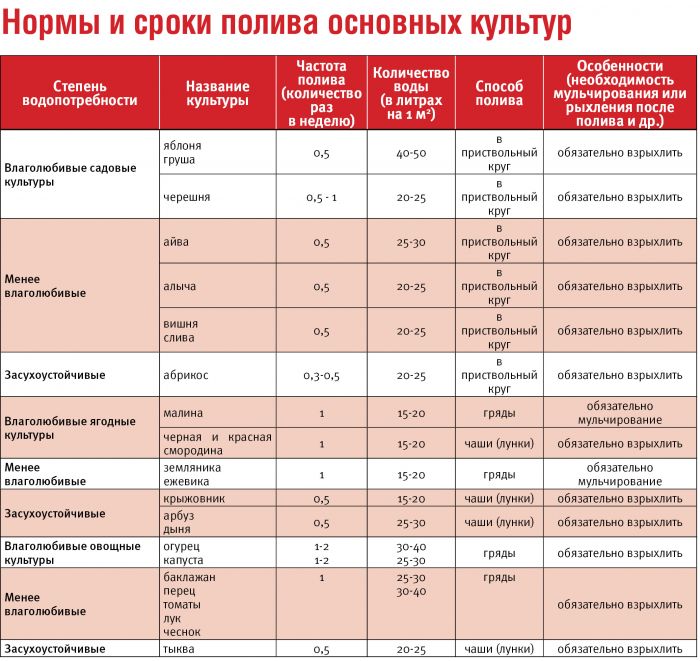 Нормы и сроки полива основных культур
Степень
водопотребности
Название
культуры
Частота
полива
(количество
раз
в неделю)
Количество
воды
(в литрах
на 1 м²)
Способ
полива
Особенности
(необходимость
мульчирования или
рыхления после
полива и др.)
Влаголюбивые садовые
культуры
яблоня
груша
0,5
40-50
в
приствольный
круг
обязательно взрыхлить
черешня
0,5 - 1
20-25
в
приствольный
круг
обязательно взрыхлить
Менее
влаголюбивые
айва
0,5
25-30
в
приствольный
круг
обязательно взрыхлить
алыча
0,5
20-25
в
приствольный
круг
обязательно взрыхлить
вишня
слива
0,5
20-25
в
приствольный
круг
обязательно взрыхлить
Засухоустойчивые
абрикос
0,3-0,5
20-25
в
приствольный
круг
обязательно взрыхлить
Влаголюбивые ягодные
культуры
малина
1
15-20
гряды
обязательно
мульчирование
черная и красная
смородина
1
15-20
чаши (лунки)
обязательно взрыхлить
Менее
влаголюбивые
земляника
ежевика
1
15-20
гряды
обязательно
мульчирование
Засухоустойчивые
крыжовник
0,5
15-20
чаши (лунки)
обязательно взрыхлить
арбуз
дыня
0,5
25-30
чаши (лунки)
обязательно взрыхлить
Влаголюбивые овощные
культуры
огурец
капуста
1-2
1-2
30-40
25-30
гряды
обязательно взрыхлить
Менее
влаголюбивые
баклажан
перец
томаты
лук
чеснок
1
25-30
30-40
гряды
обязательно взрыхлить
Засухоустойчивые
тыква
0,5
20-25
чаши (лунки)
обязательно взрыхлить